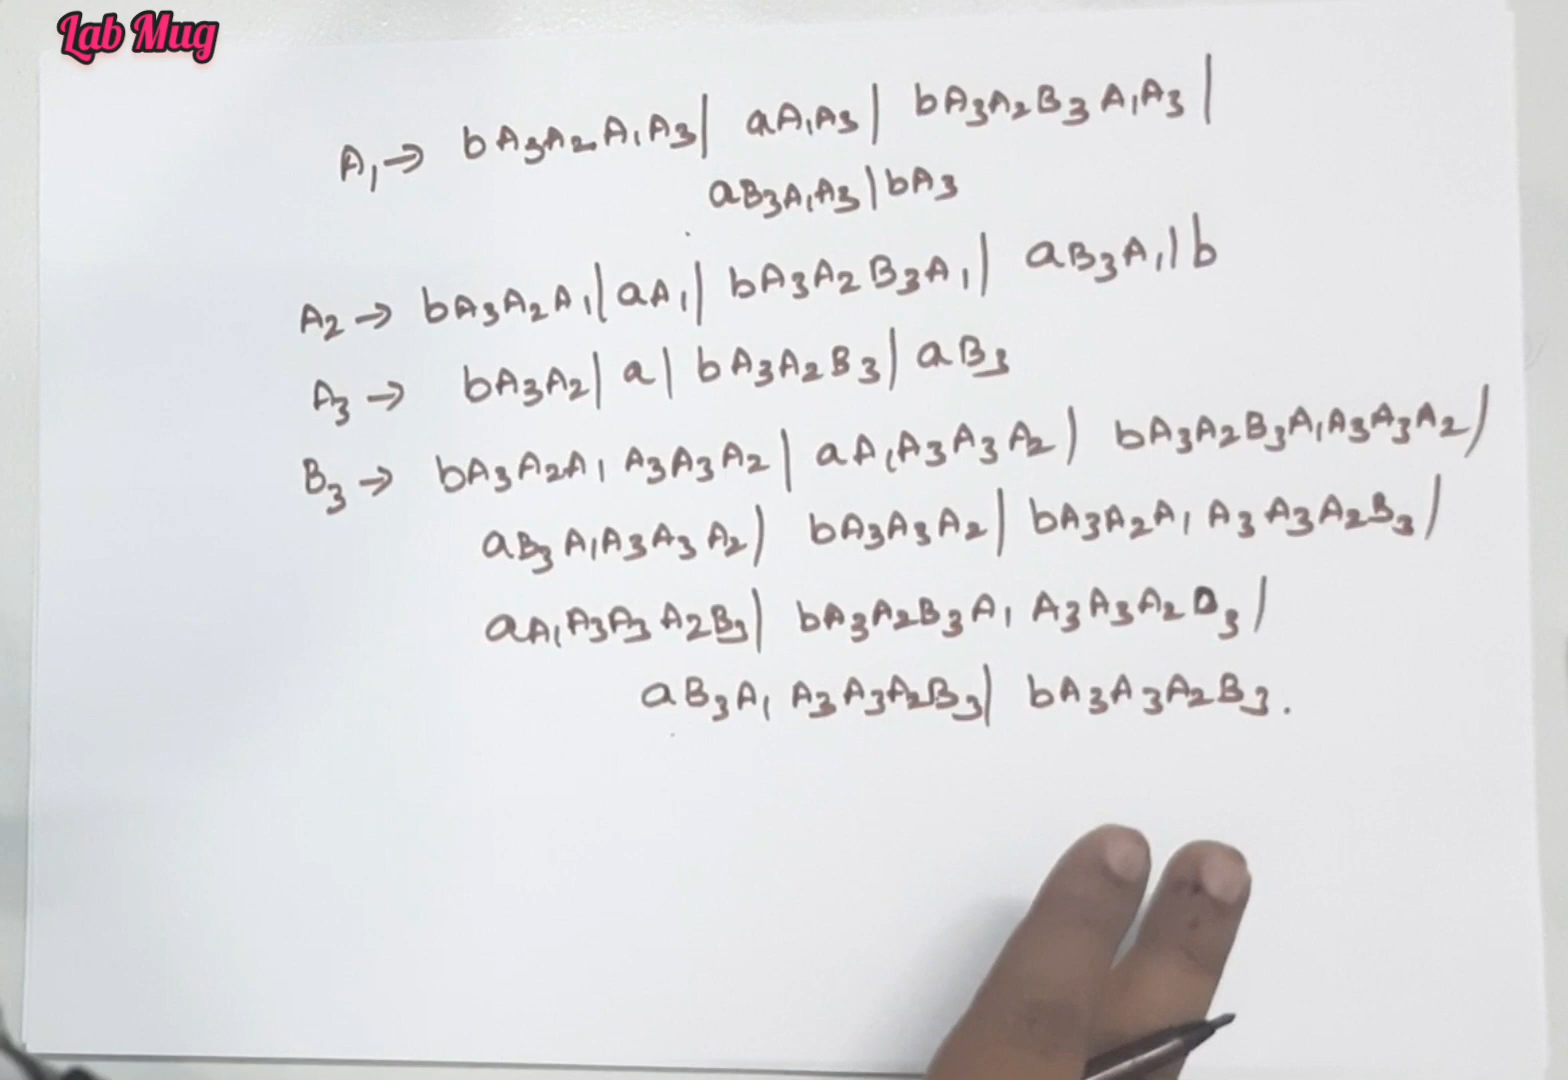 Lab Mug
A₁→ bA₃A₂A₁A₃| aA₁A₃| bA₃A₂B₃A₁A₃|
aB₃A₁A₃|bA₃
A₂→ bA₃A₂A₁|aA₁| bA₃A₂B₃A₁| aB₃A₁|b
A₃→ bA₃A₂| a| bA₃A₂B₃| aB₃
B₃→ bA₃A₂A₁A₃A₃A₂| aA₁A₃A₃A₂| bA₃A₂B₃A₁A₃A₃A₂|
aB₃A₁A₃A₃A₂| bA₃A₃A₂| bA₃A₂A₁A₃A₃A₂B₃|
aA₁A₃A₃A₂B₃| bA₃A₂B₃A₁A₃A₃A₂B₃|
aB₃A₁A₃A₃A₂B₃| bA₃A₃A₂B₃.